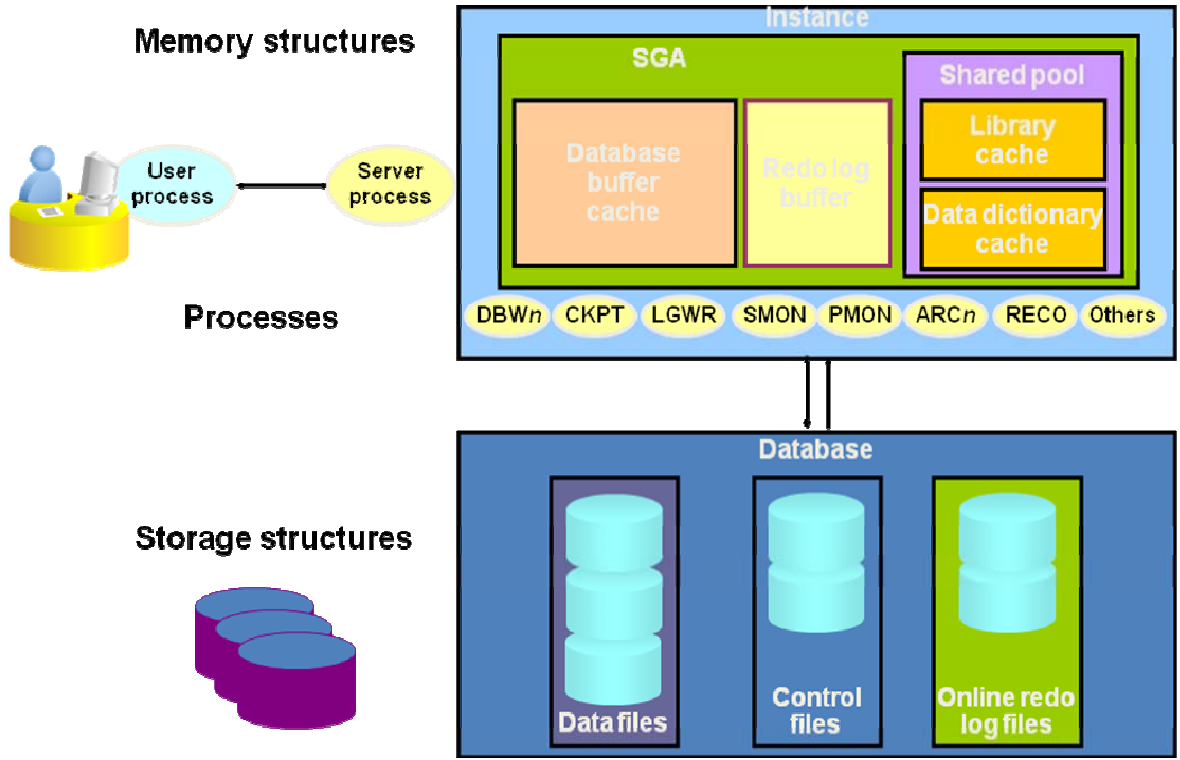 Instance
Memory structures
SGA
Shared pool
Library
cache
Database
buffer
cache
Redo log
buffer
Data dictionary
cache
User
process
Server
process
Processes
DBWn
CKPT
LGWR
SMON
PMON
ARCn
RECO
Others
Database
Storage structures
Data files
Control
files
Online redo
log files